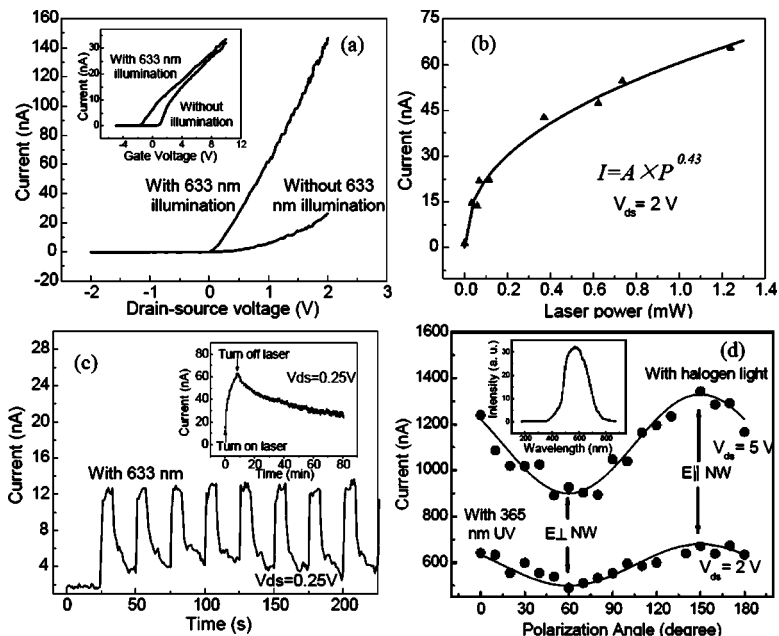 (a)
With 633 nm
illumination
Without
illumination
Current (nA)
Gate Voltage (V)
30
20
10
0
-4 0 4 8 12
160
140
120
100
80
60
40
20
0
-20
Current (nA)
With 633 nm
illumination
Without 633
nm illumination
-2 -1 0 1 2 3
Drain-source voltage (V)
(b)
75
60
45
30
15
0
Current (nA)
I=A×P^0.43
Vds= 2 V
0.0 0.2 0.4 0.6 0.8 1.0 1.2 1.4
Laser power (mW)
(c)
28
24
20
16
12
8
4
Current (nA)
Turn off laser
Vds=0.25V
Turn on laser
Current (nA)
60
40
20
0
0 20 40 60 80
Time (min)
With 633 nm
Vds=0.25V
0 50 100 150 200
Time (s)
(d)
1600
1400
1200
1000
800
600
Current (nA)
Intensity (a. u.)
30
20
10
0
200 400 600 800
Wavelength (nm)
With halogen light
Vds= 5 V
E∥ NW
With 365
nm UV
E⊥ NW
Vds= 2 V
0 30 60 90 120 150 180
Polarization Angle (degree)